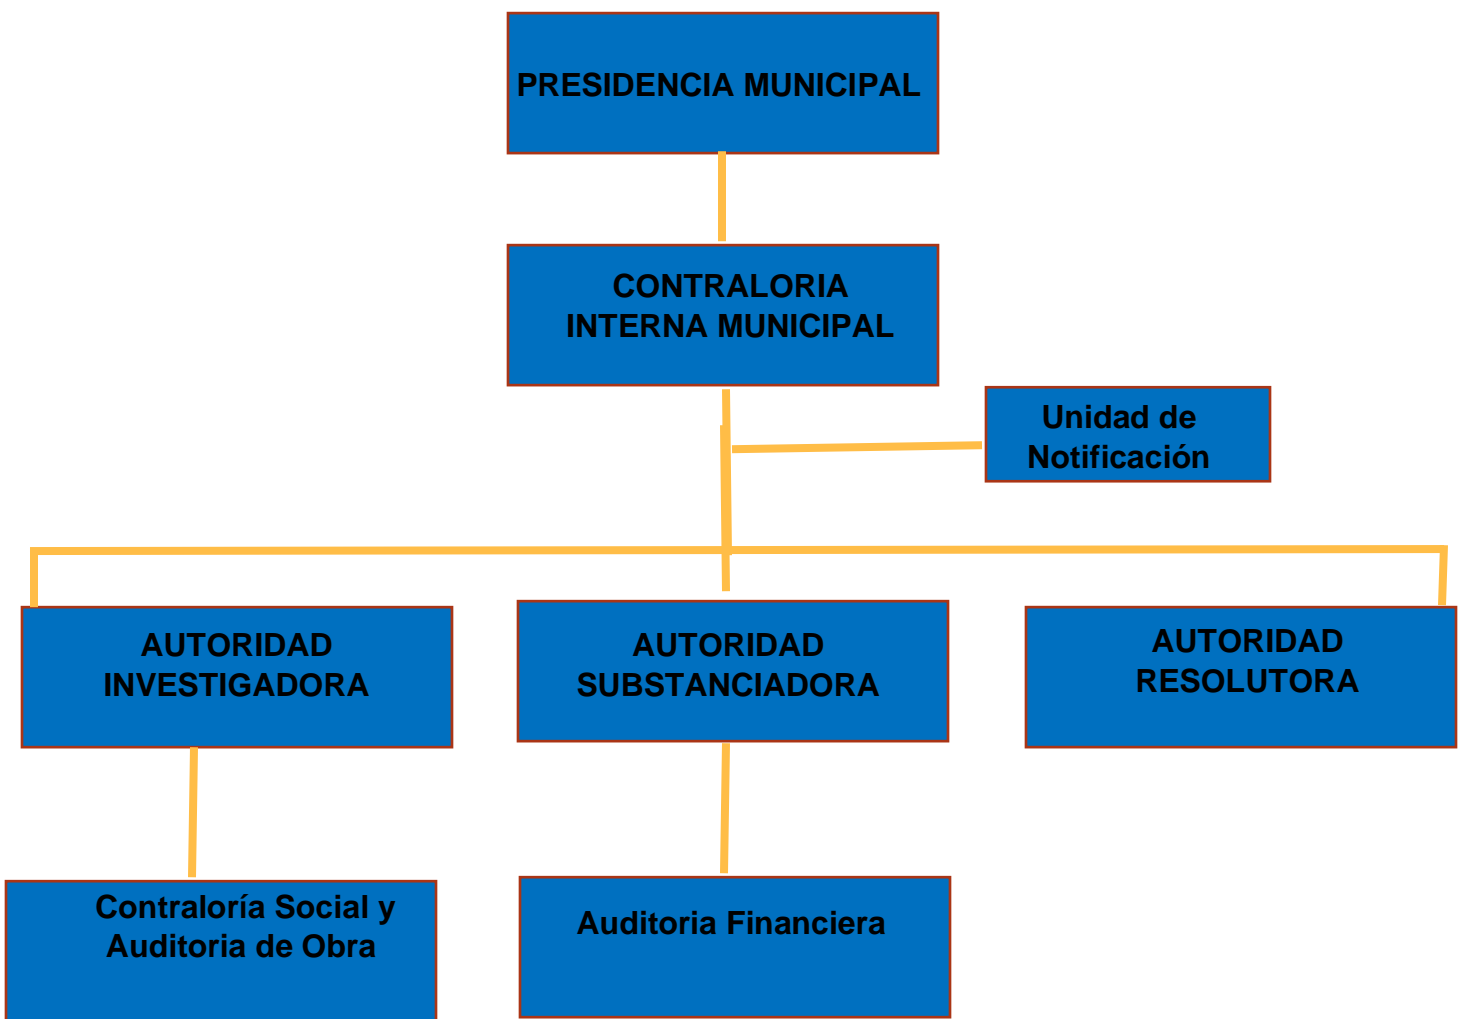 PRESIDENCIA MUNICIPAL
CONTRALORIA
INTERNA MUNICIPAL
Unidad de
Notificación
AUTORIDAD
INVESTIGADORA
AUTORIDAD
SUBSTANCIADORA
AUTORIDAD
RESOLUTORA
Contraloría Social y
Auditoria de Obra
Auditoria Financiera